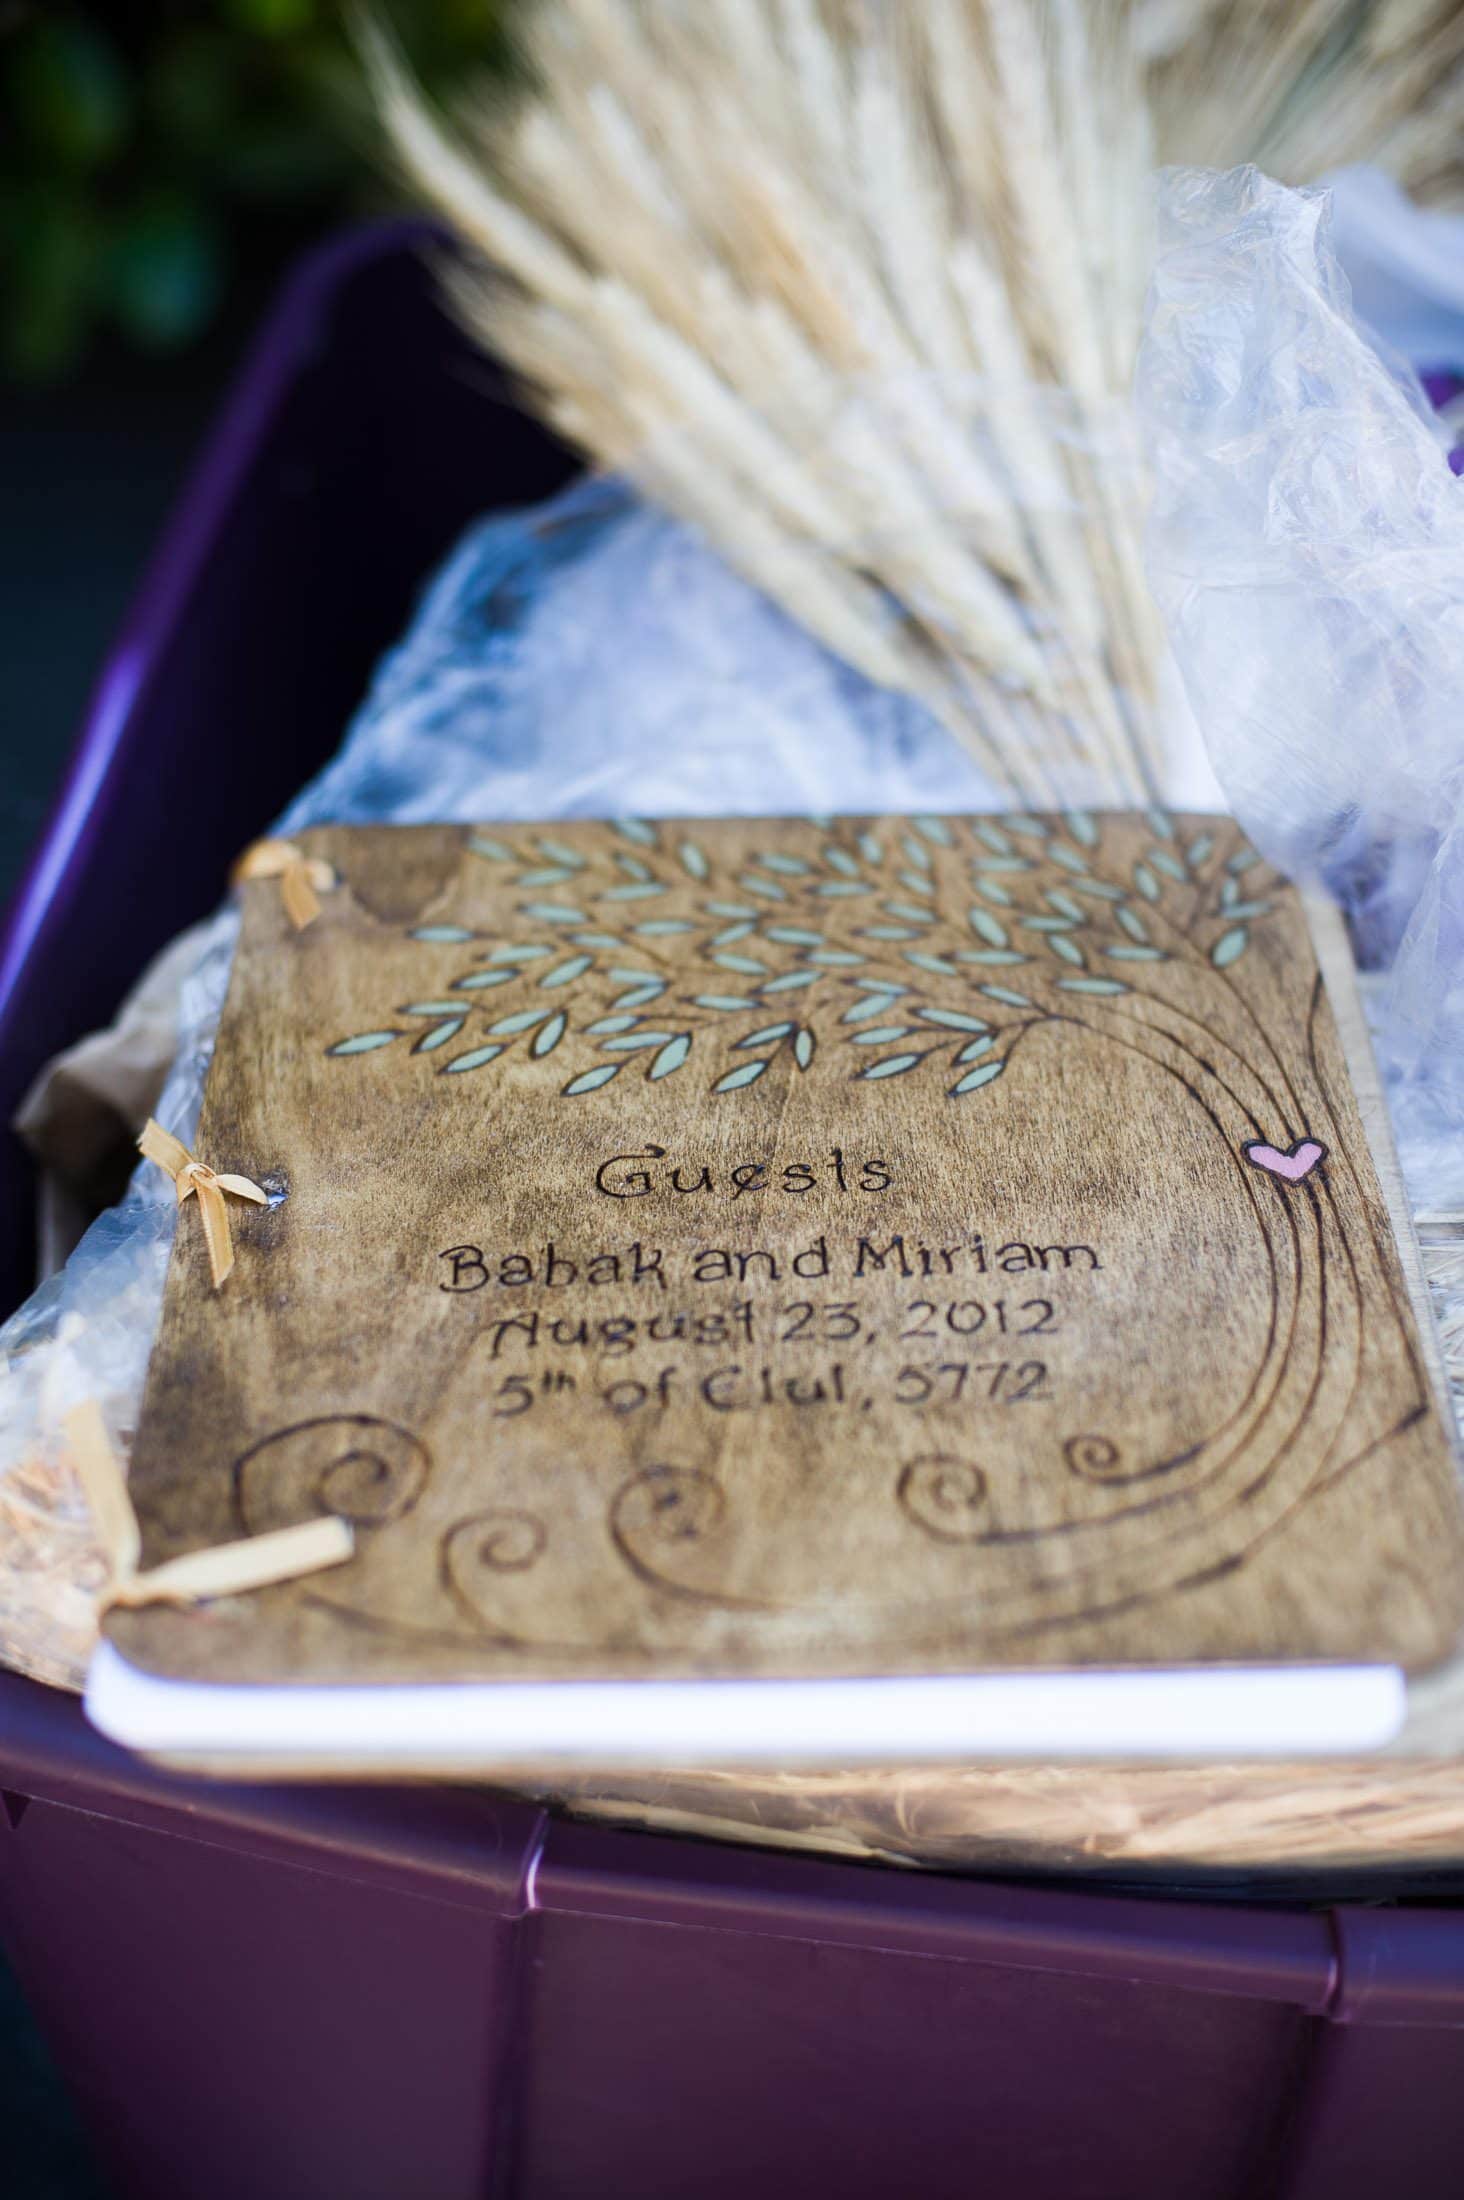 Guests
Babak and Miriam
August 23, 2012
5th of Elul, 5772